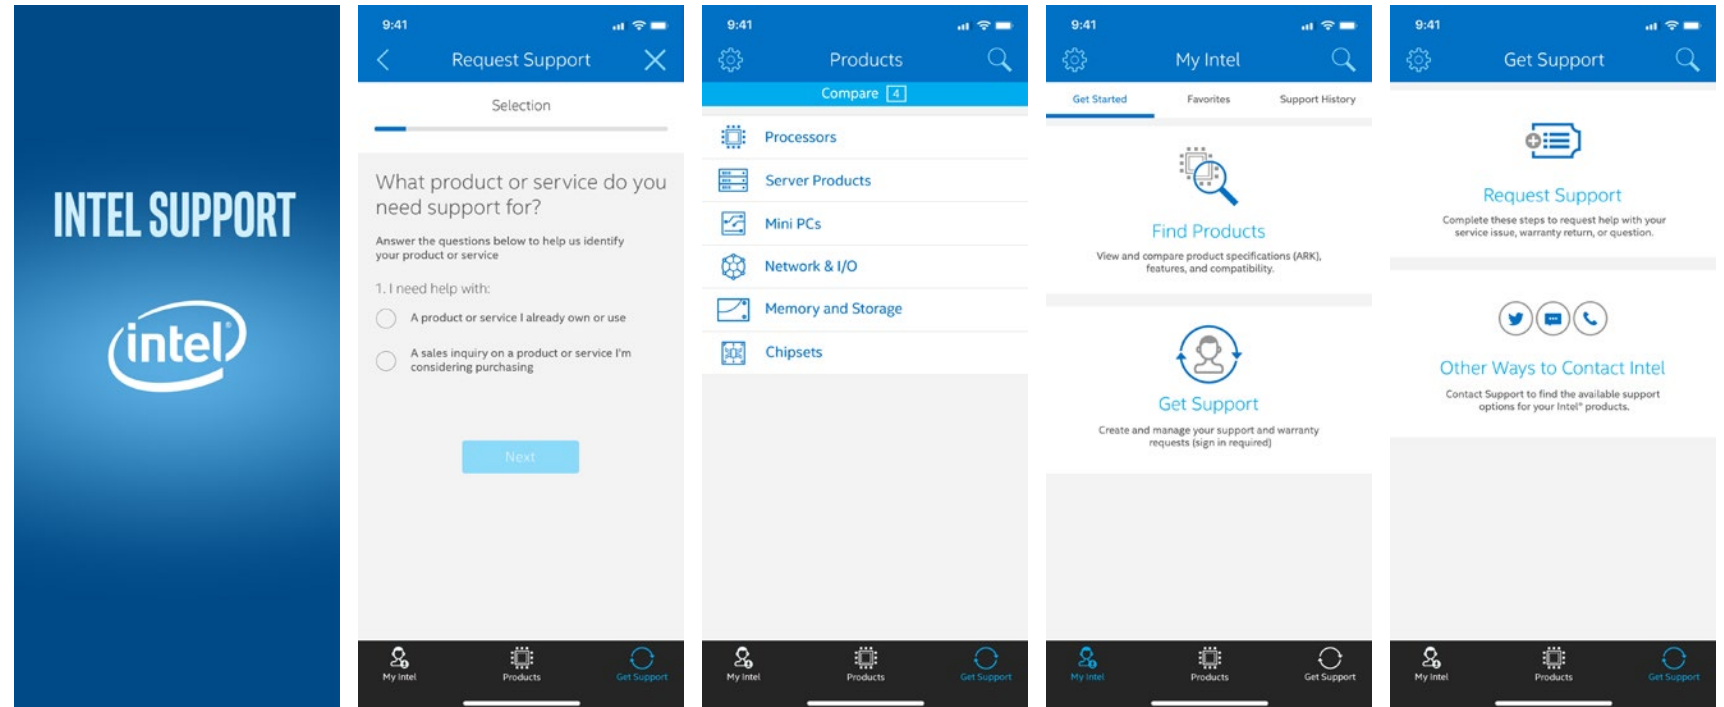 INTEL SUPPORT
intel®
9:41
Request Support
Selection
What product or service do you
need support for?
Answer the questions below to help us identify
your product or service
1. I need help with:
A product or service I already own or use
A sales inquiry on a product or service I'm
considering purchasing
Next
My Intel
Products
Get Support
9:41
Products
Compare 4
Processors
Server Products
Mini PCs
Network & I/O
Memory and Storage
Chipsets
My Intel
Products
Get Support
9:41
My Intel
Get Started
Favorites
Support History
Find Products
View and compare product specifications (ARK),
features, and compatibility.
Get Support
Create and manage your support and warranty
requests (sign in required)
My Intel
Products
Get Support
9:41
Get Support
Request Support
Complete these steps to request help with your
service issue, warranty return, or question.
Other Ways to Contact Intel
Contact Support to find the available support
options for your Intel® products.
My Intel
Products
Get Support